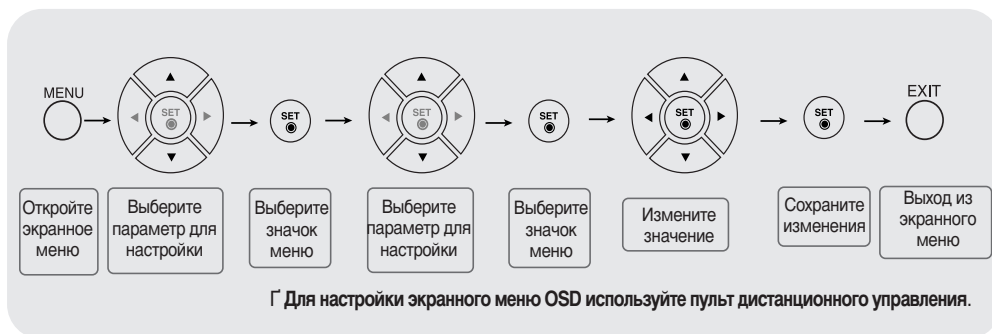 MENU
SET
SET
SET
SET
SET
SET
EXIT
Откройте
экранное
меню
Выберите
параметр для
настройки
Выберите
значок
меню
Выберите
параметр для
настройки
Выберите
значок
меню
Измените
значение
Сохраните
изменения
Выход из
экранного
меню
Ґ Для настройки экранного меню OSD используйте пульт дистанционного управления.